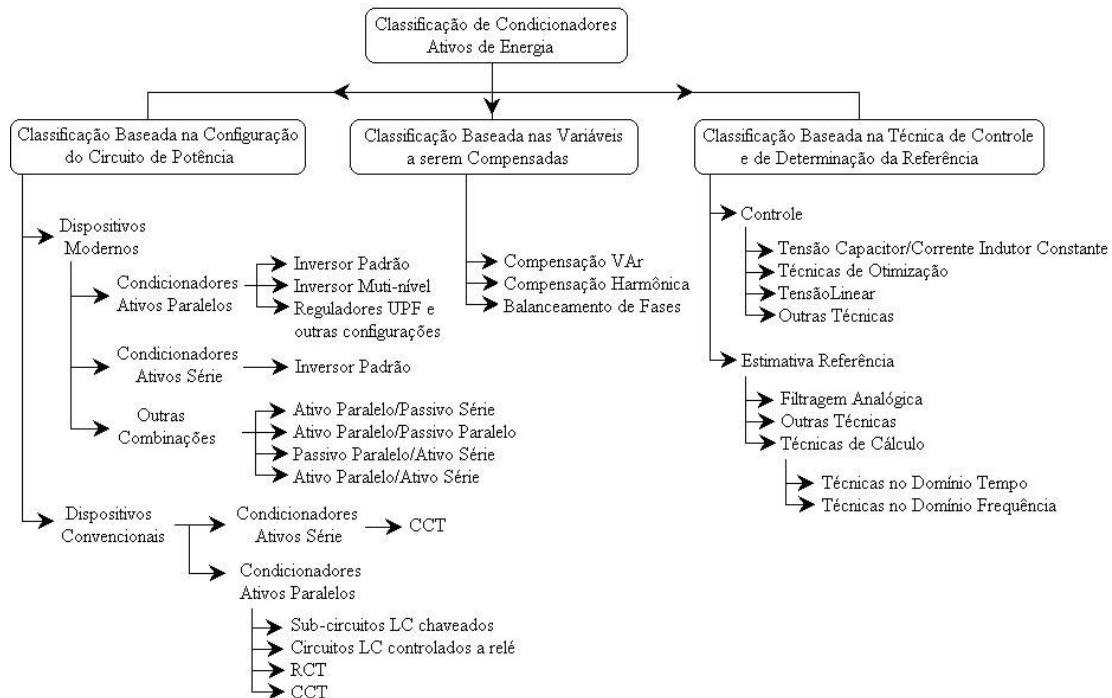 Classificação de Condicionadores
Ativos de Energia
Classificação Baseada na Configuração
do Circuito de Potência
Dispositivos
Modernos
Condicionadores
Ativos Paralelos
Inversor Padrão
Inversor Muti-nível
Reguladores UPF e
outras configurações
Condicionadores
Ativos Série
Inversor Padrão
Outras
Combinações
Ativo Paralelo/Passivo Série
Ativo Paralelo/Passivo Paralelo
Passivo Paralelo/Ativo Série
Ativo Paralelo/Ativo Série
Dispositivos
Convencionais
Condicionadores
Ativos Série
CCT
Condicionadores
Ativos Paralelos
Sub-circuitos LC chaveados
Circuitos LC controlados a relé
RCT
CCT
Classificação Baseada nas Variáveis
a serem Compensadas
Compensação VAr
Compensação Harmônica
Balanceamento de Fases
Classificação Baseada na Técnica de Controle
e de Determinação da Referência
Controle
Tensão Capacitor/Corrente Indutor Constante
Técnicas de Otimização
TensãoLinear
Outras Técnicas
Estimativa Referência
Filtragem Analógica
Outras Técnicas
Técnicas de Cálculo
Técnicas no Domínio Tempo
Técnicas no Domínio Frequência